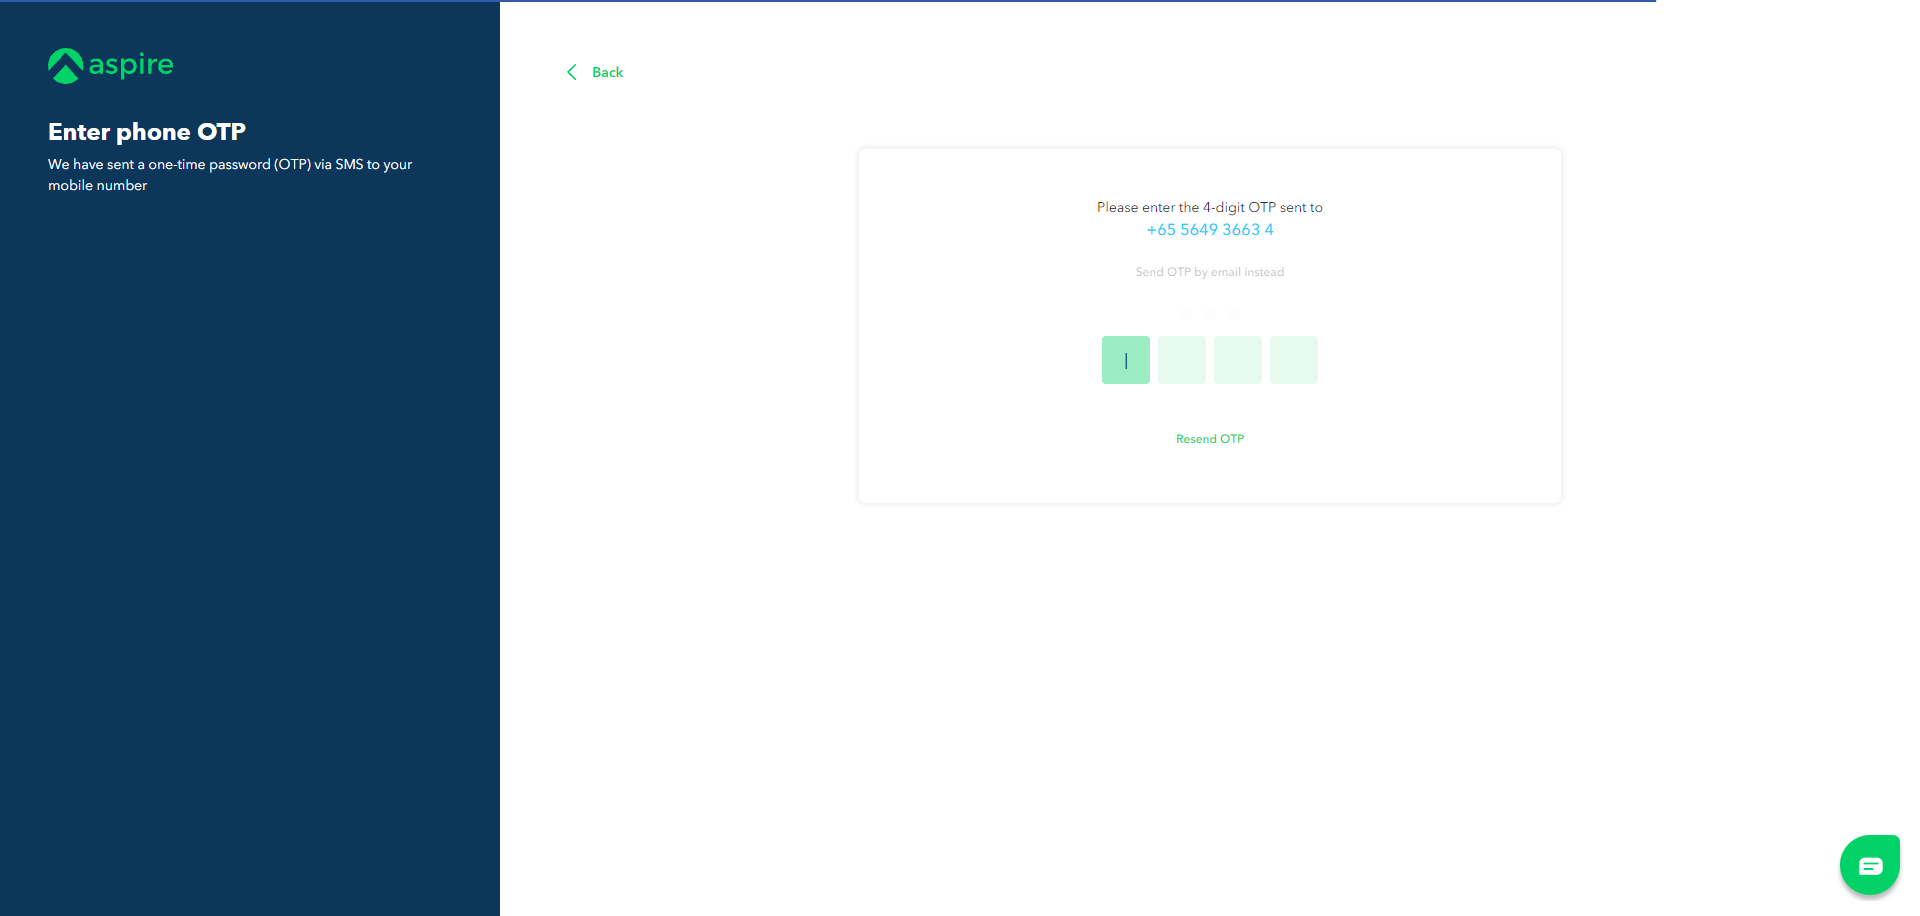 aspire
Enter phone OTP
We have sent a one-time password (OTP) via SMS to your
mobile number
Back
Please enter the 4-digit OTP sent to
+65 5649 3663 4
Send OTP by email instead
Resend OTP